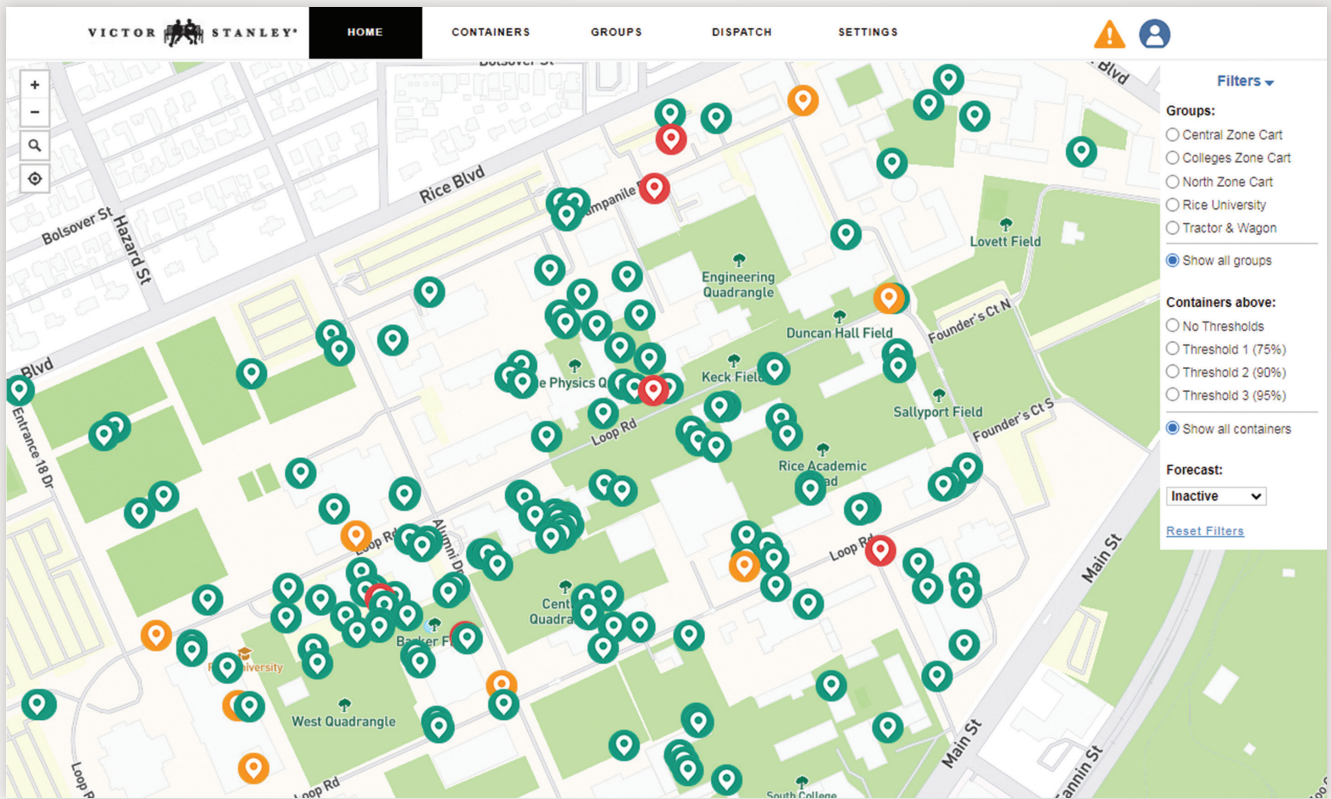 VICTOR STANLEY®
HOME
CONTAINERS
GROUPS
DISPATCH
SETTINGS
+
−
Filters
Groups:
Central Zone Cart
Colleges Zone Cart
North Zone Cart
Rice University
Tractor & Wagon
Show all groups
Containers above:
No Thresholds
Threshold 1 (75%)
Threshold 2 (90%)
Threshold 3 (95%)
Show all containers
Forecast:
Inactive
Reset Filters
Bolsover St
Blvd
Rice Blvd
Bolsover St
Hazard St
Lovett Field
Engineering
Quadrangle
Duncan Hall Field
Founder's Ct N
Blvd
Keck Field
Entrance 18 Dr
Sallyport Field
Founder's Ct S
Loop Rd
Rice Academic
Alumni Dr
Loop Rd
Loop Rd
Main St
West Quadrangle
Main St
Loop R
Loop Rd
South College